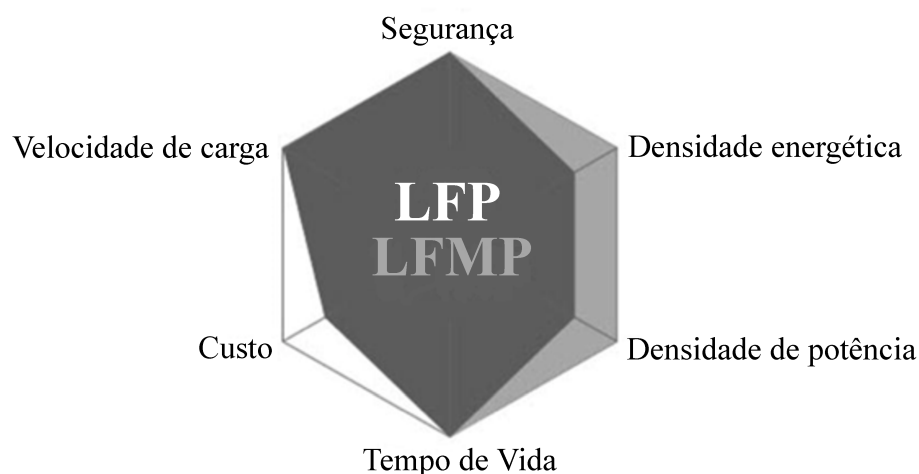 Segurança
Velocidade de carga
Densidade energética
LFP
LFMP
Custo
Densidade de potência
Tempo de Vida